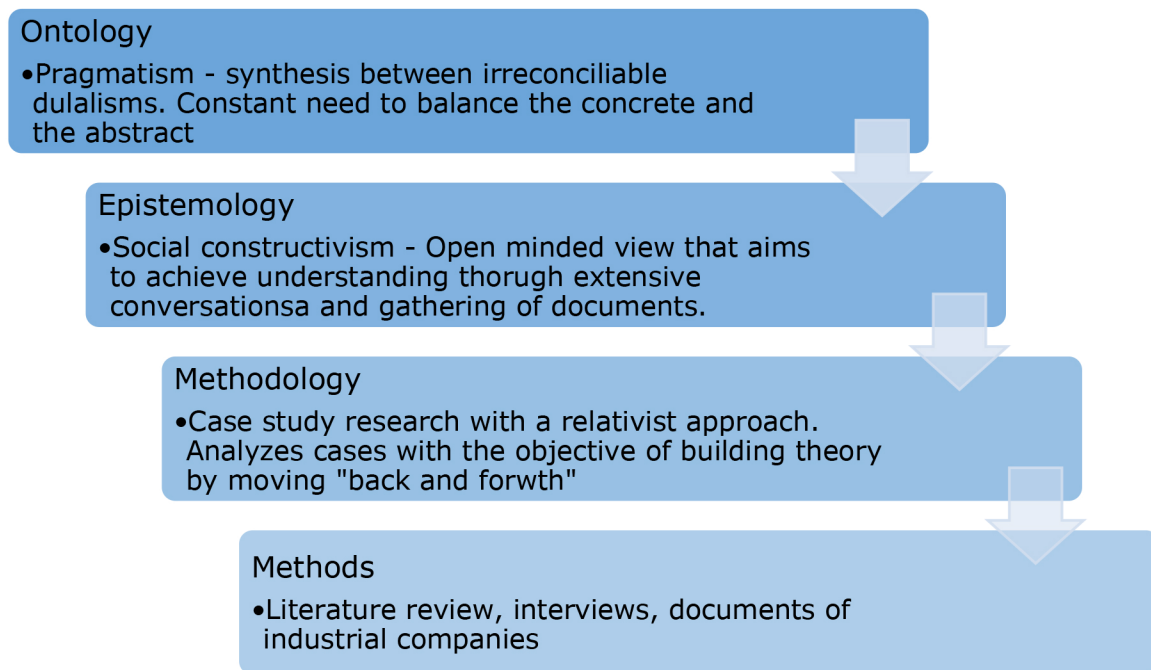 Ontology
•Pragmatism - synthesis between irreconcilable
dulalisms. Constant need to balance the concrete and
the abstract
Epistemology
•Social constructivism - Open minded view that aims
to achieve understanding thorugh extensive
conversationsa and gathering of documents.
Methodology
•Case study research with a relativist approach.
Analyzes cases with the objective of building theory
by moving "back and forwth"
Methods
•Literature review, interviews, documents of
industrial companies